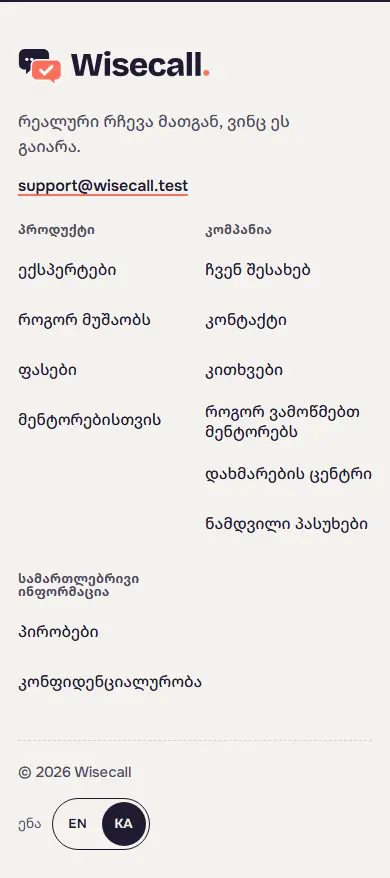 Wisecall.
რეალური რჩევა მათგან, ვინც ეს
გაიარა.
support@wisecall.test
პროდუქტი
ექსპერტები
როგორ მუშაობს
ფასები
მენტორებისთვის
კომპანია
ჩვენ შესახებ
კონტაქტი
კითხვები
როგორ ვამოწმებთ
მენტორებს
დახმარების ცენტრი
ნამდვილი პასუხები
სამართლებრივი
ინფორმაცია
პირობები
კონფიდენციალურობა
© 2026 Wisecall
ენა EN KA